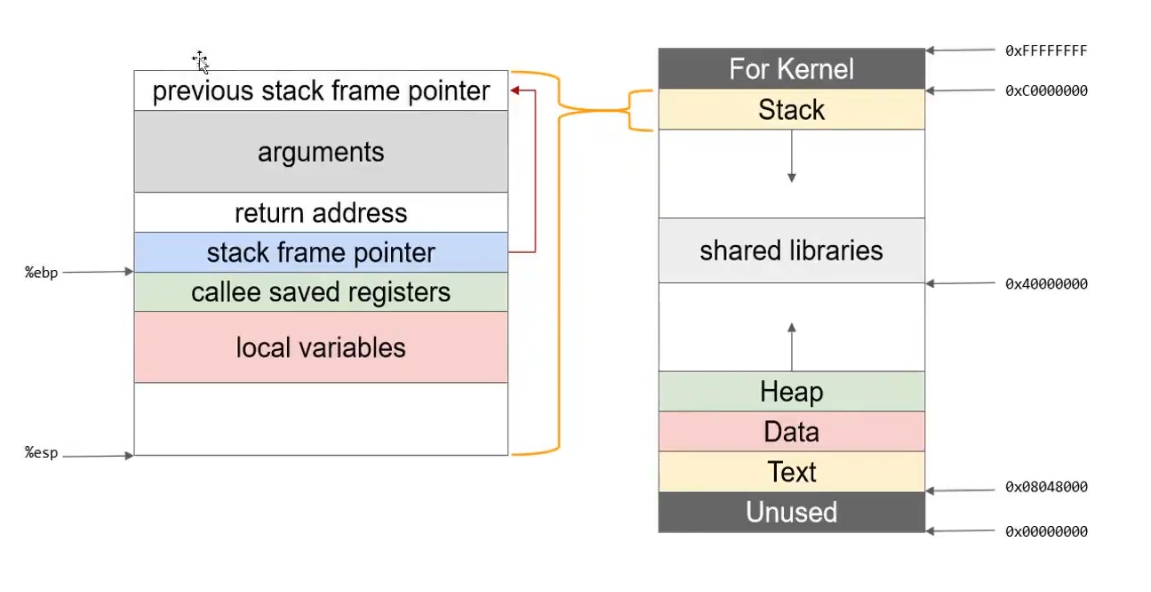 previous stack frame pointer
arguments
return address
stack frame pointer
callee saved registers
local variables
%ebp
%esp
For Kernel
Stack
shared libraries
Heap
Data
Text
Unused
0xFFFFFFFF
0xC0000000
0x40000000
0x08048000
0x00000000